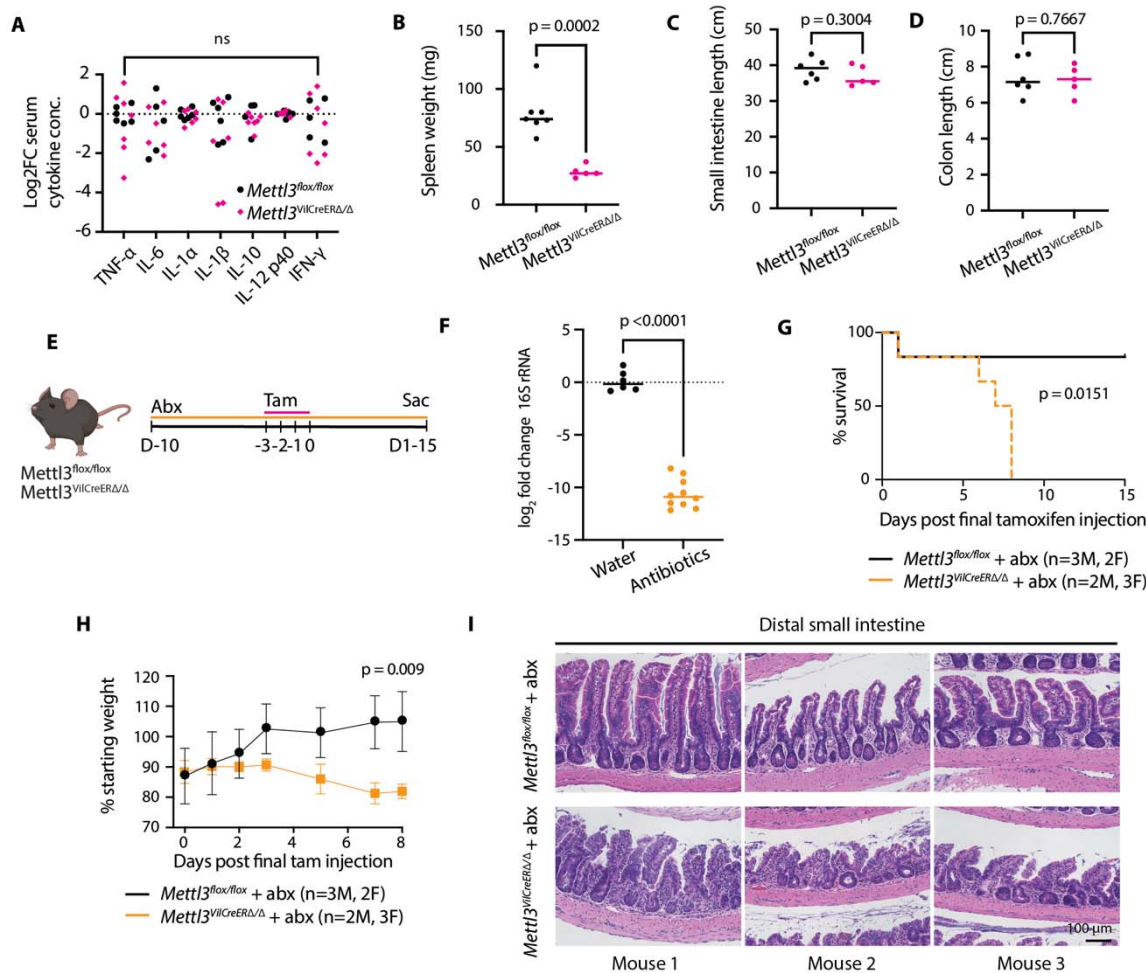 A
ns
Log2FC serum
cytokine conc.
2
0
-2
-4
-6
Mettl3flox/flox
Mettl3VilCreERΔ/Δ
TNF-α
IL-6
IL-1α
IL-1β
IL-10
IL-12 p40
IFN-γ
B
p = 0.0002
Spleen weight (mg)
150
100
50
0
Mettl3flox/flox
Mettl3VilCreERΔ/Δ
C
p = 0.3004
Small intestine length (cm)
50
40
30
20
10
0
Mettl3flox/flox
Mettl3VilCreERΔ/Δ
D
p = 0.7667
Colon length (cm)
10
8
6
4
2
0
Mettl3flox/flox
Mettl3VilCreERΔ/Δ
E
Abx
Tam
Sac
D-10
-3-2-1 0
D1-15
Mettl3flox/flox
Mettl3VilCreERΔ/Δ
F
p <0.0001
log2 fold change 16S rRNA
5
0
-5
-10
-15
Water
Antibiotics
G
% survival
100
50
0
p = 0.0151
0
5
10
15
Days post final tamoxifen injection
Mettl3flox/flox + abx (n=3M, 2F)
Mettl3VilCreERΔ/Δ + abx (n=2M, 3F)
H
% starting weight
120
110
100
90
80
70
p = 0.009
0
2
4
6
8
Days post final tam injection
Mettl3flox/flox + abx (n=3M, 2F)
Mettl3VilCreERΔ/Δ + abx (n=2M, 3F)
I
Distal small intestine
Mettl3flox/flox + abx
Mettl3VilCreERΔ/Δ + abx
100 μm
Mouse 1
Mouse 2
Mouse 3